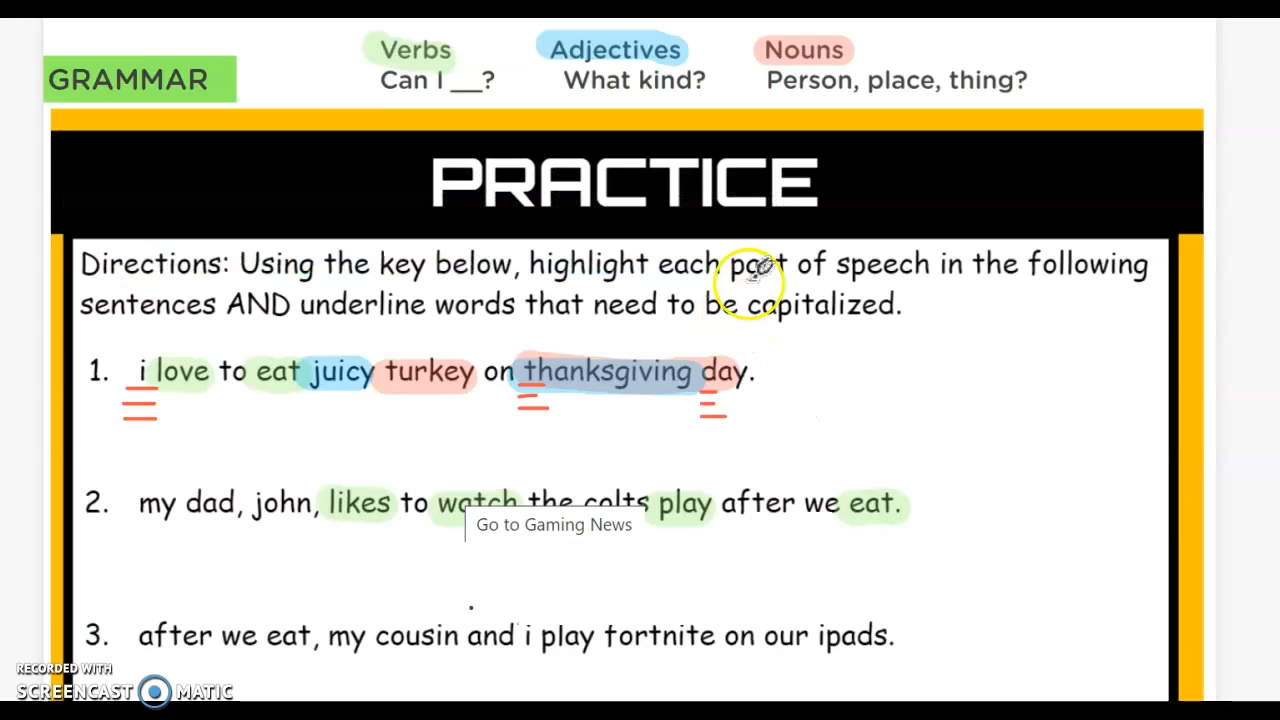 Verbs Adjectives Nouns
GRAMMAR Can I __? What kind? Person, place, thing?
PRACTICE
Directions: Using the key below, highlight each part of speech in the following
sentences AND underline words that need to be capitalized.
1. i love to eat juicy turkey on thanksgiving day.
2. my dad, john, likes to watch the colts play after we eat.
Go to Gaming News
3. after we eat, my cousin and i play fortnite on our ipads.
RECORDED WITH
SCREENCAST MATIC